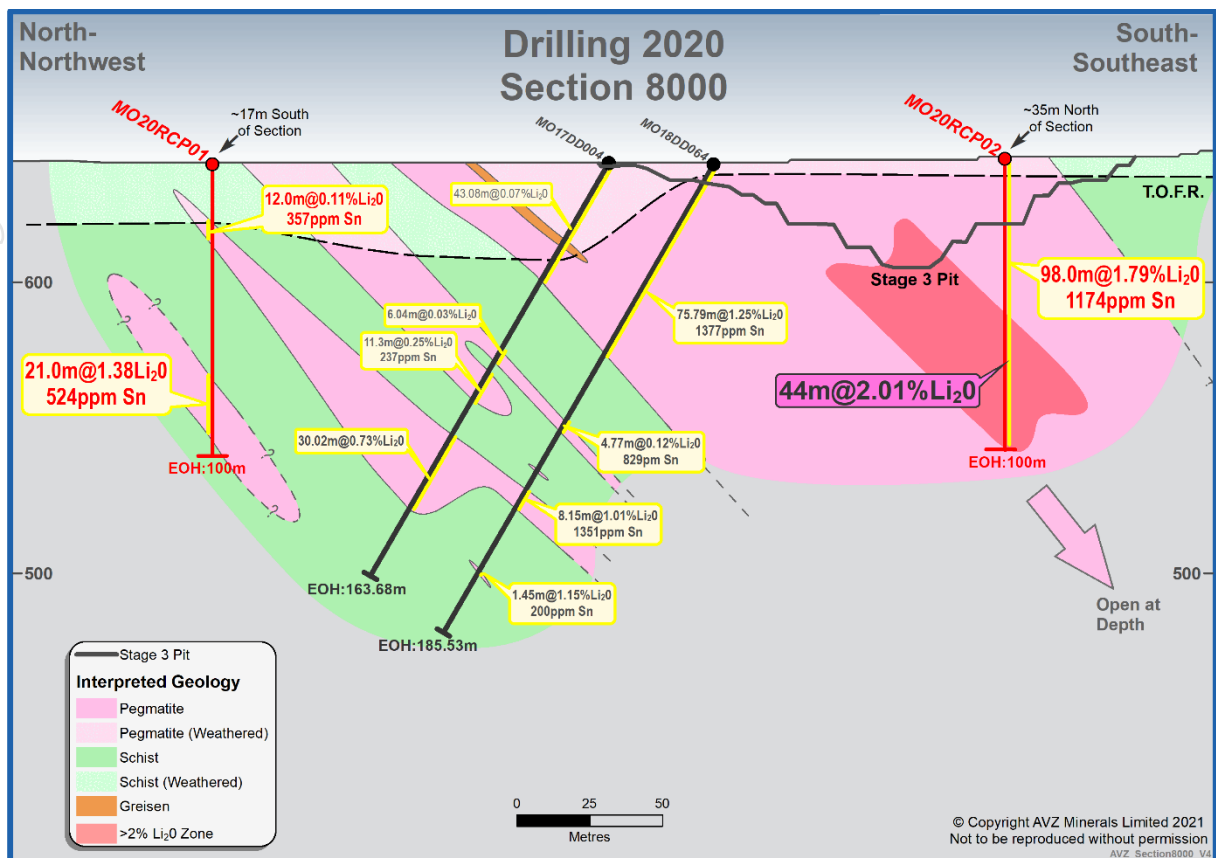 North-
Northwest
Drilling 2020
Section 8000
South-
Southeast
MO20RCP01
~17m South
of Section
MO17DD004
MO18DD064
MO20RCP02
~35m North
of Section
T.O.F.R.
12.0m@0.11%Li20
357ppm Sn
43.08m@0.07%Li20
600
Stage 3 Pit
98.0m@1.79%Li20
1174ppm Sn
6.04m@0.03%Li20
75.79m@1.25%Li20
1377ppm Sn
11.3m@0.25%Li20
237ppm Sn
21.0m@1.38Li20
524ppm Sn
44m@2.01%Li20
30.02m@0.73%Li20
4.77m@0.12%Li20
829pm Sn
EOH:100m
EOH:100m
8.15m@1.01%Li20
1351ppm Sn
500
500
EOH:163.68m
1.45m@1.15%Li20
200ppm Sn
Open at
Depth
EOH:185.53m
? ? ? ? ? ?
Stage 3 Pit
Interpreted Geology
Pegmatite
Pegmatite (Weathered)
Schist
Schist (Weathered)
Greisen
>2% Li20 Zone
0 25 50
Metres
© Copyright AVZ Minerals Limited 2021
Not to be reproduced without permission
AVZ_Section8000_V4